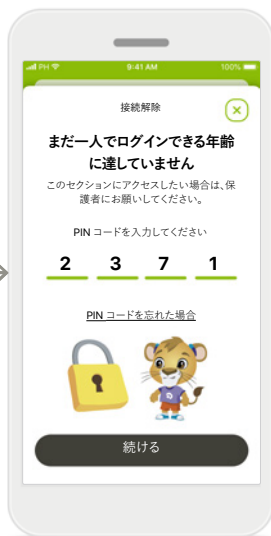 PH 9:41 AM 100%
接続解除
まだ一人でログインできる年齢
に達していません
このセクションにアクセスしたい場合は、保
護者にお願いしてください。
PIN コードを入力してください
2 3 7 1
PIN コードを忘れた場合
続ける